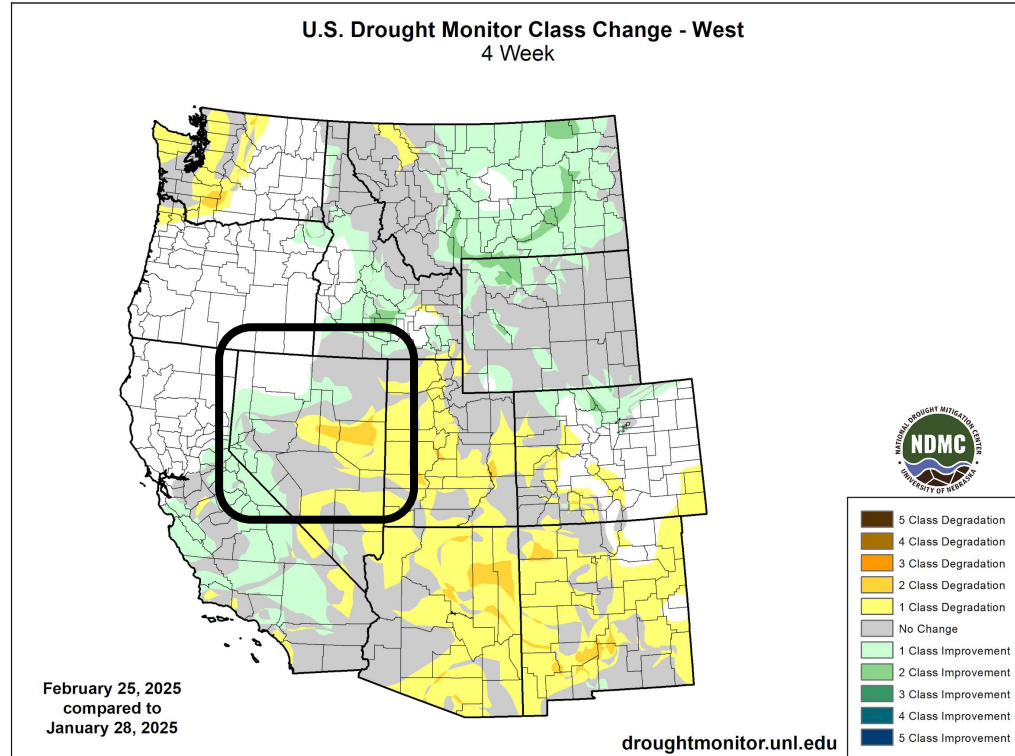 U.S. Drought Monitor Class Change - West
4 Week
NATIONAL DROUGHT MITIGATION CENTER
NDMC
UNIVERSITY OF NEBRASKA
5 Class Degradation
4 Class Degradation
3 Class Degradation
2 Class Degradation
1 Class Degradation
No Change
1 Class Improvement
2 Class Improvement
3 Class Improvement
4 Class Improvement
5 Class Improvement
February 25, 2025
compared to
January 28, 2025
droughtmonitor.unl.edu